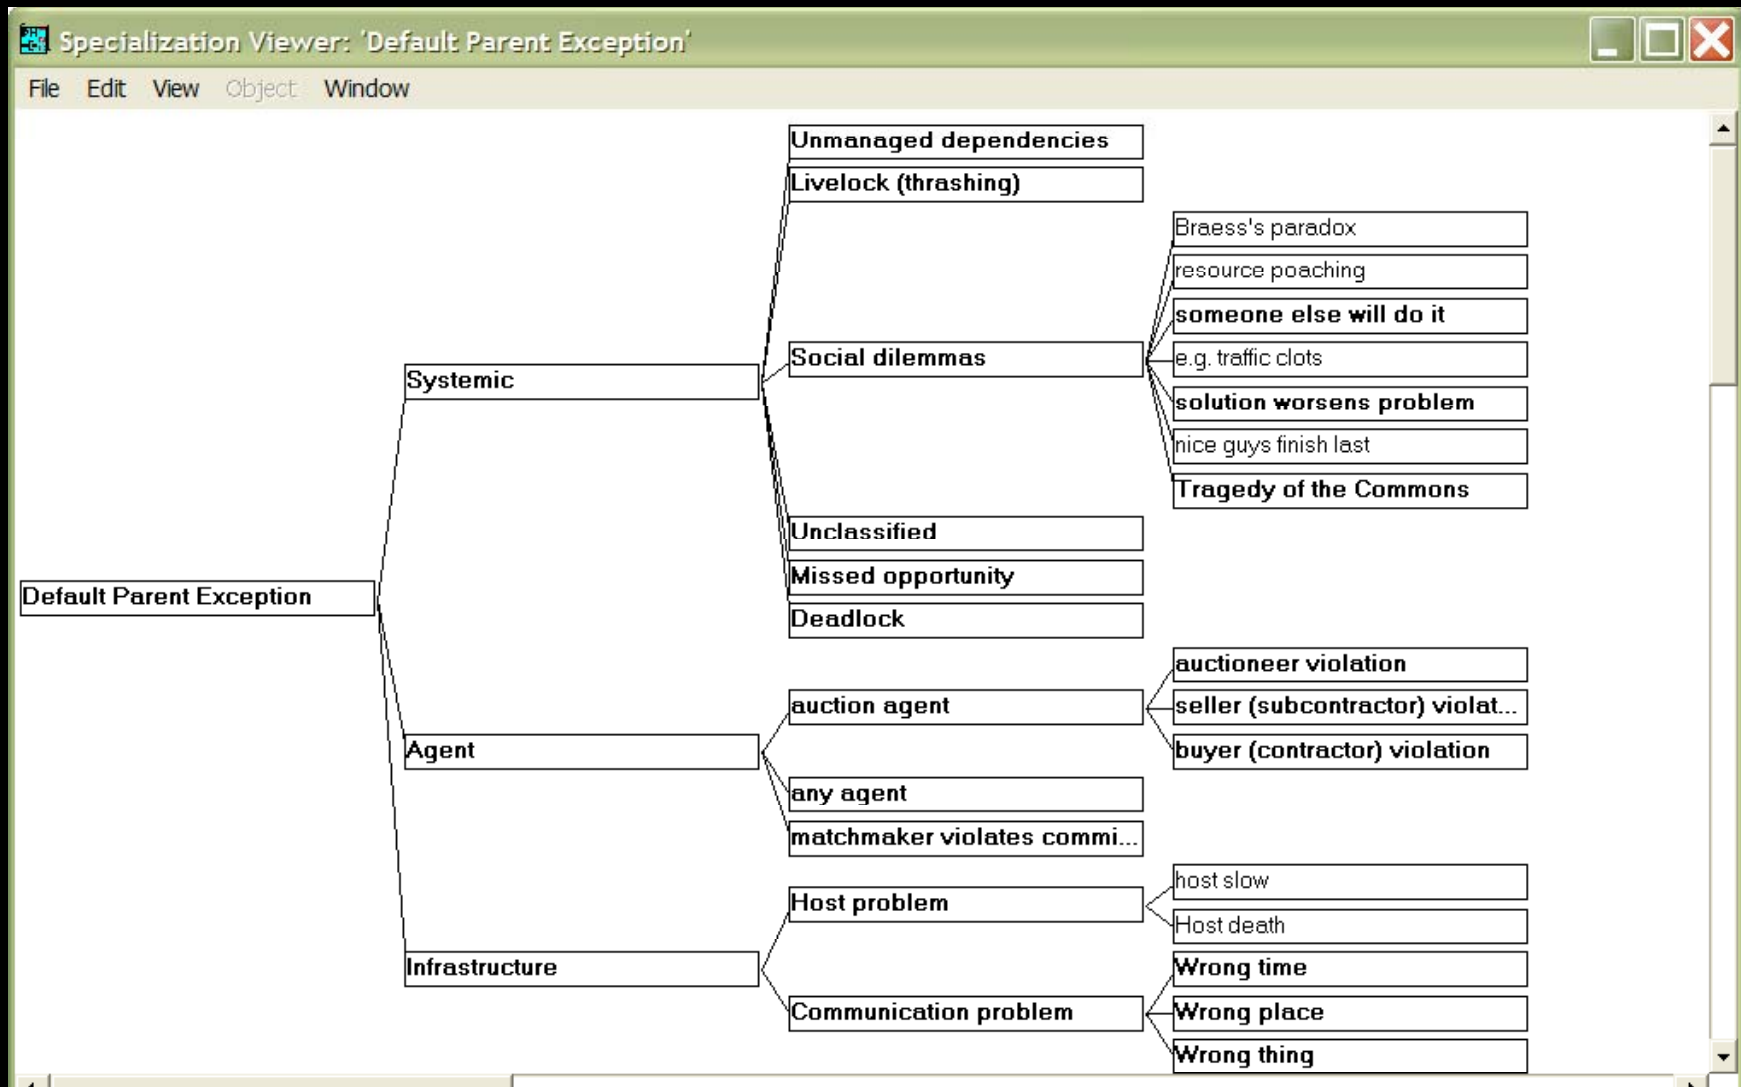 Specialization Viewer: 'Default Parent Exception'
File Edit View Object Window
Unmanaged dependencies
Livelock (thrashing)
Braess's paradox
resource poaching
someone else will do it
Social dilemmas
e.g. traffic clots
Systemic
solution worsens problem
nice guys finish last
Tragedy of the Commons
Unclassified
Missed opportunity
Default Parent Exception
Deadlock
auctioneer violation
auction agent
seller (subcontractor) violat...
Agent
buyer (contractor) violation
any agent
matchmaker violates commi...
host slow
Host problem
Host death
Infrastructure
Wrong time
Communication problem
Wrong place
Wrong thing